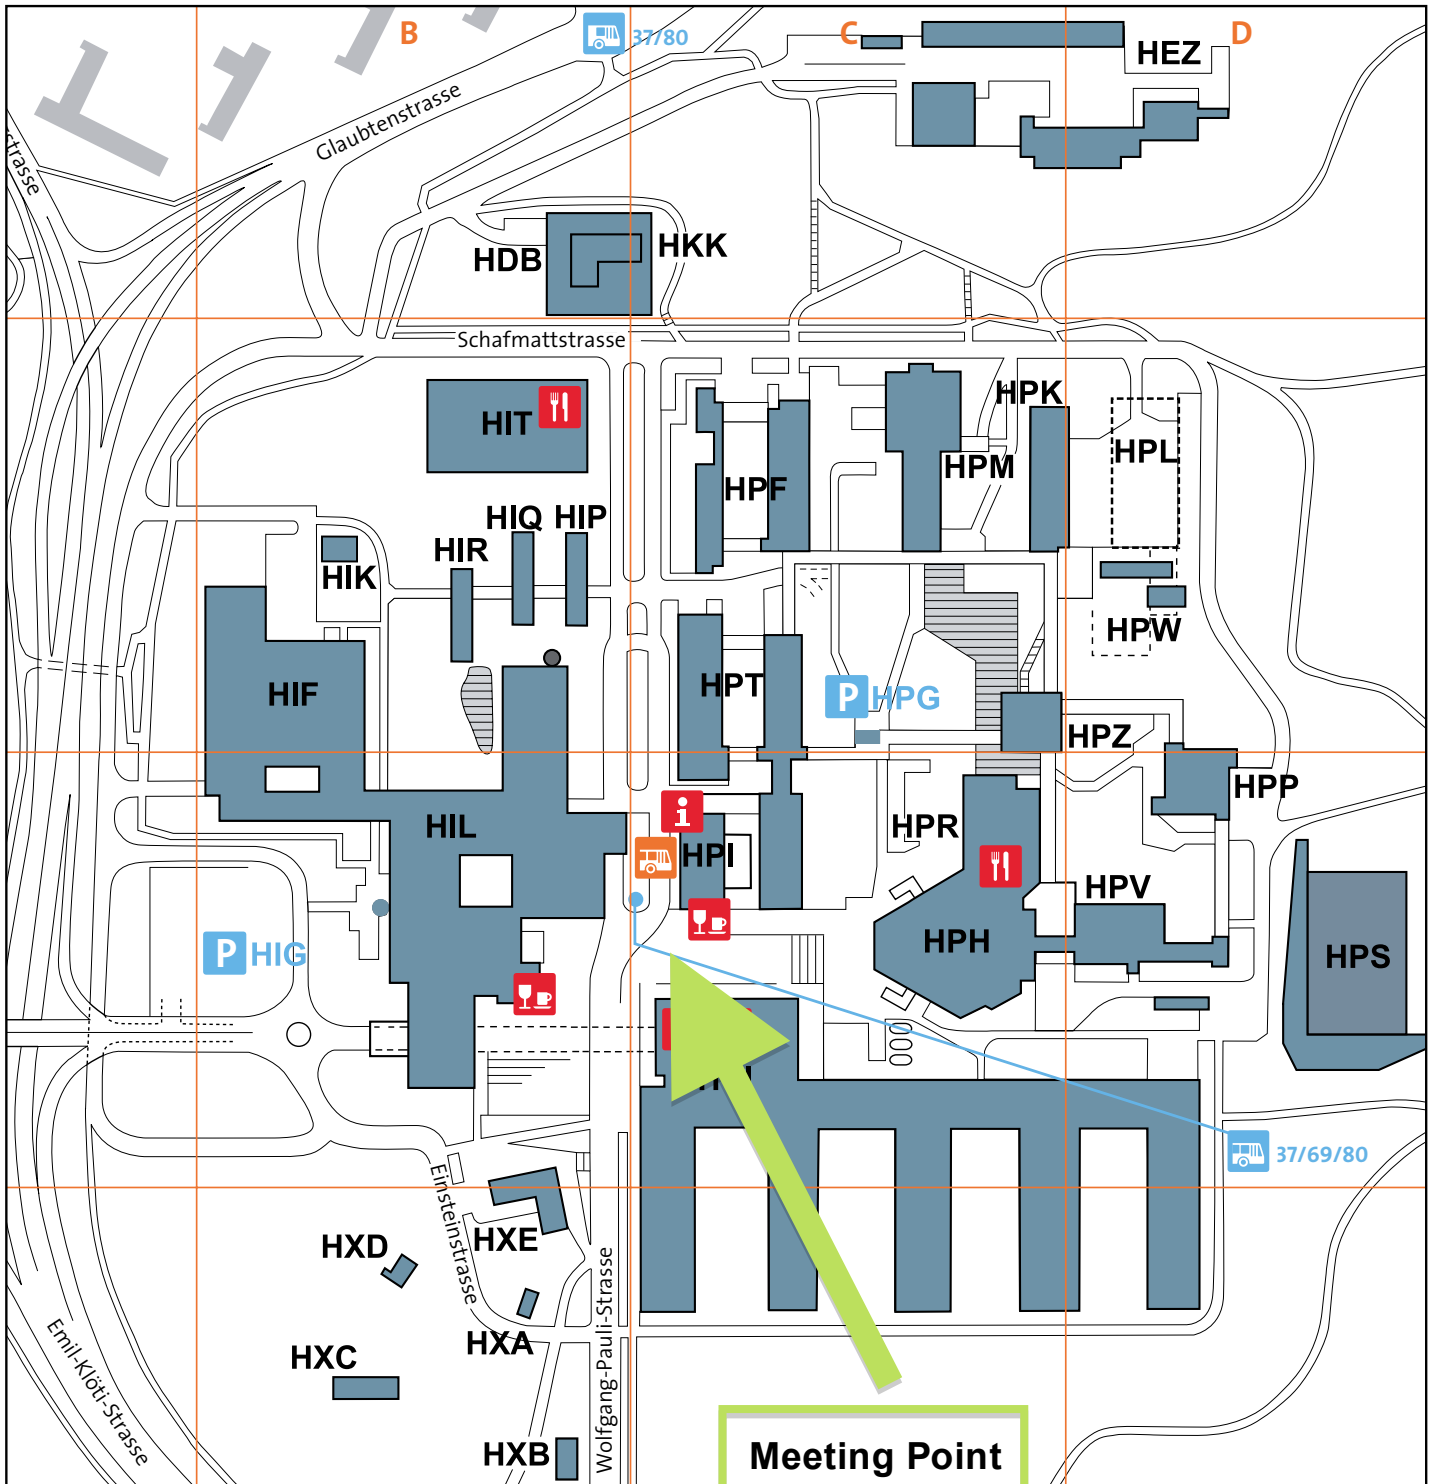 B
37/80
C
D
HEZ
strasse
Glaubtenstrasse
HDB
HKK
Schafmattstrasse
HIT
HPK
HPL
HPM
HPF
HIQ
HIP
HIR
HIK
HPW
HIF
HPT
P
HPG
HPZ
HPP
i
HIL
HPI
HPR
HPV
HPH
P
HIG
HPS
37/69/80
Einsteinstrasse
HXE
HXD
HXA
Wolfgang-Pauli-Strasse
HXC
Emil-Klöti-Strasse
HXB
Meeting Point